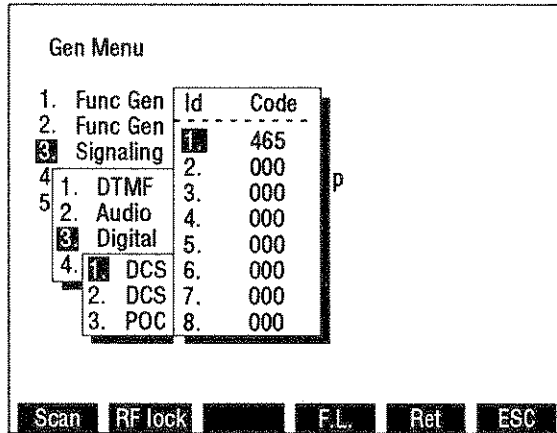 Gen Menu
1. Func Gen
2. Func Gen
3. Signaling
4
5
p
1. DTMF
2. Audio
3. Digital
4.
1. DCS
2. DCS
3. POC
Id Code
1. 465
2. 000
3. 000
4. 000
5. 000
6. 000
7. 000
8. 000
Scan RF lock F.L. Ret ESC